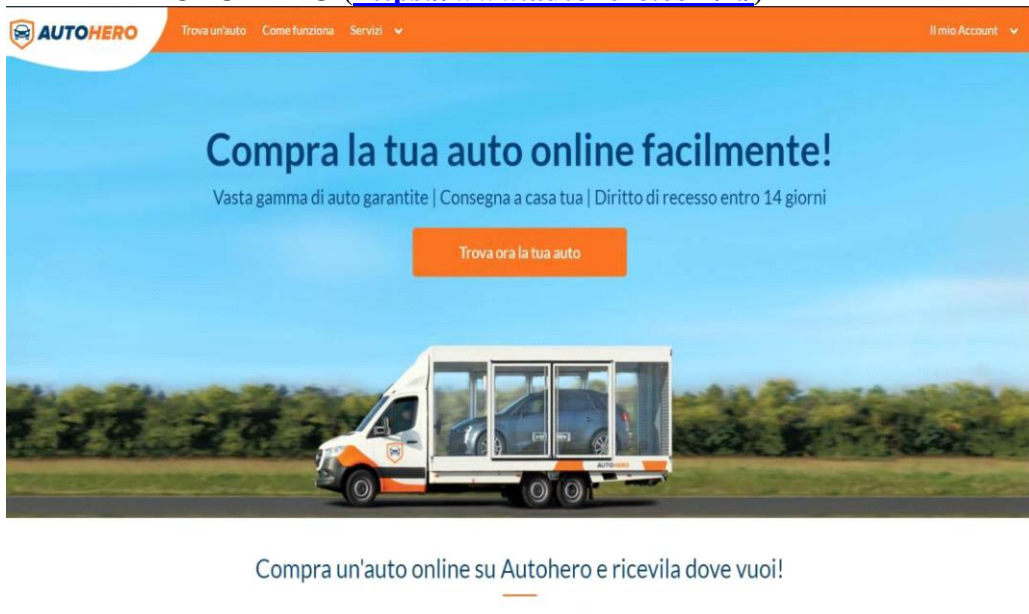 AUTOHERO
Trova un'auto Come funziona Servizi
Il mio Account
Compra la tua auto online facilmente!
Vasta gamma di auto garantite | Consegna a casa tua | Diritto di recesso entro 14 giorni
Trova ora la tua auto
AUTOHERO
Compra un'auto online su Autohero e ricevila dove vuoi!